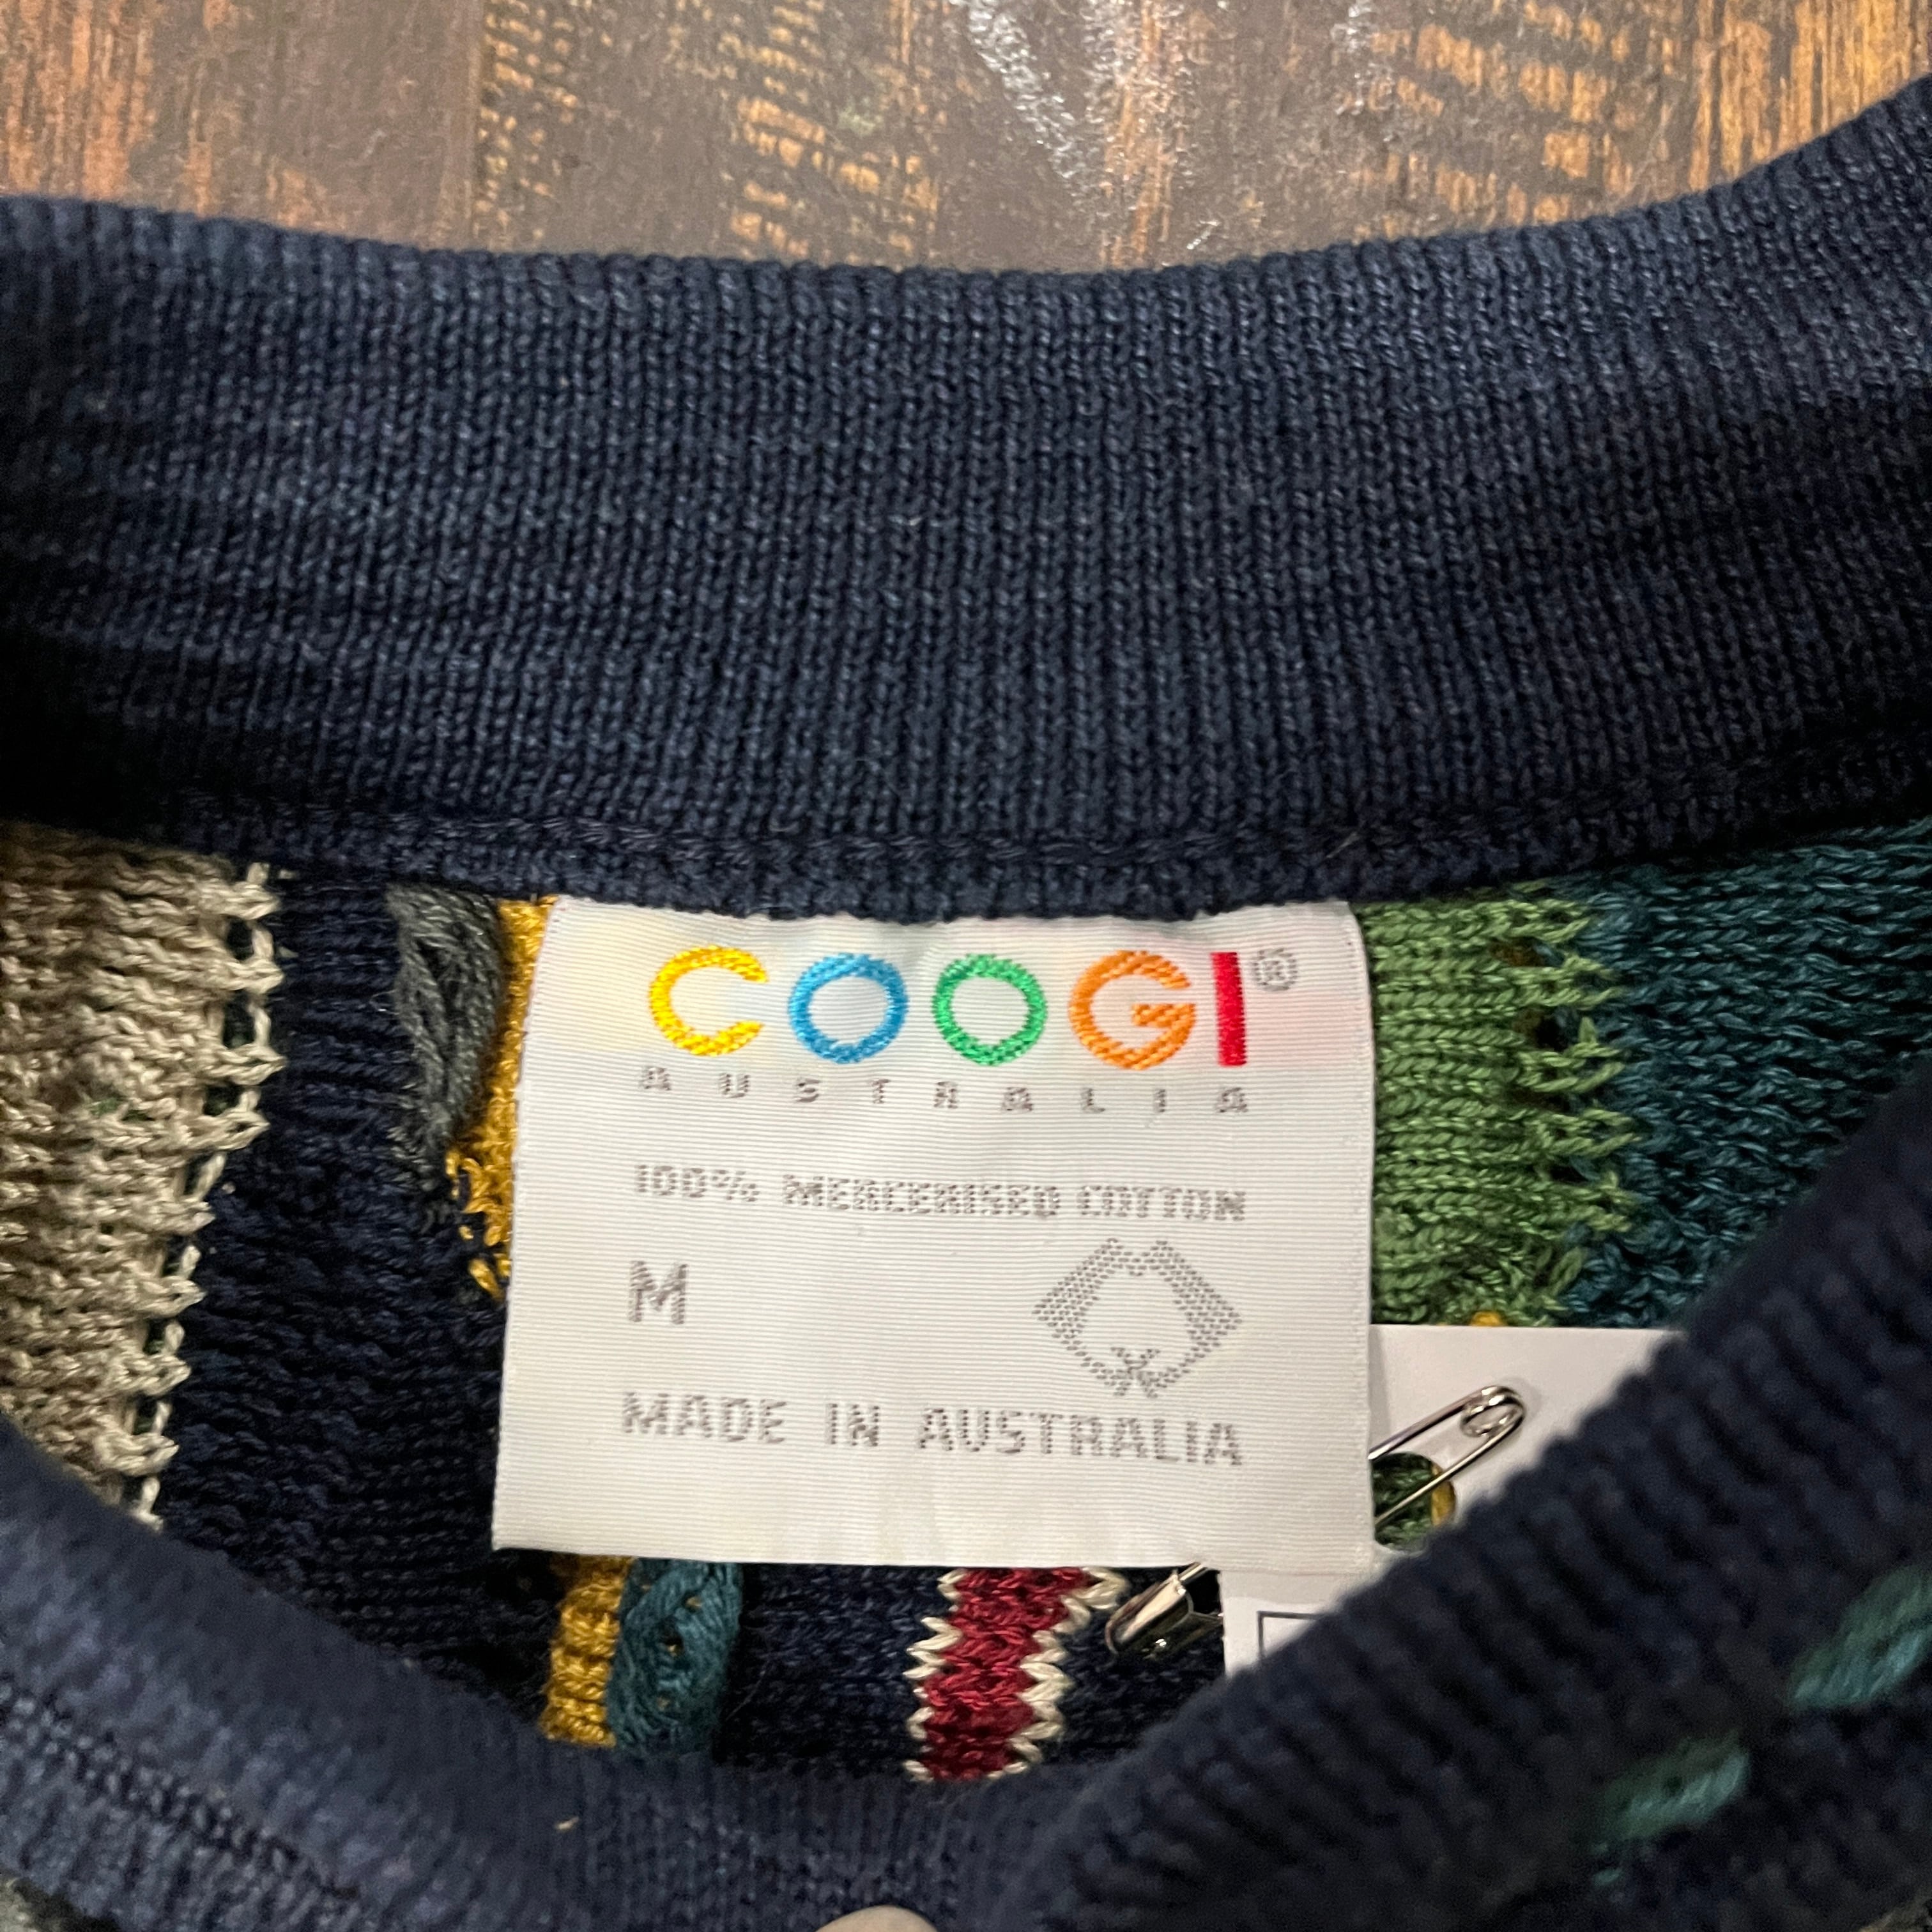 COOGI®
AUSTRALIA
100% MERCERISED COTTON
M
MADE IN AUSTRALIA